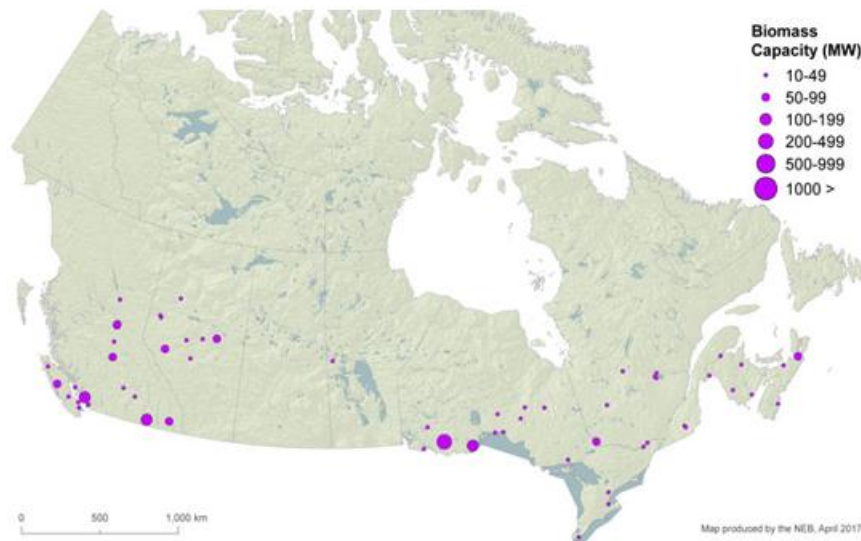 Biomass
Capacity (MW)
10-49
50-99
100-199
200-499
500-999
1000 >
0 500 1,000 km
Map produced by the NEB, April 2017